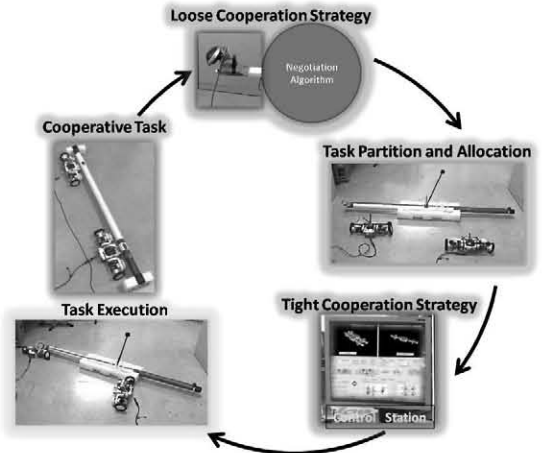 Loose Cooperation Strategy
Negotiation
Algorithm
Cooperative Task
Task Partition and Allocation
Task Execution
Tight Cooperation Strategy
Control Station